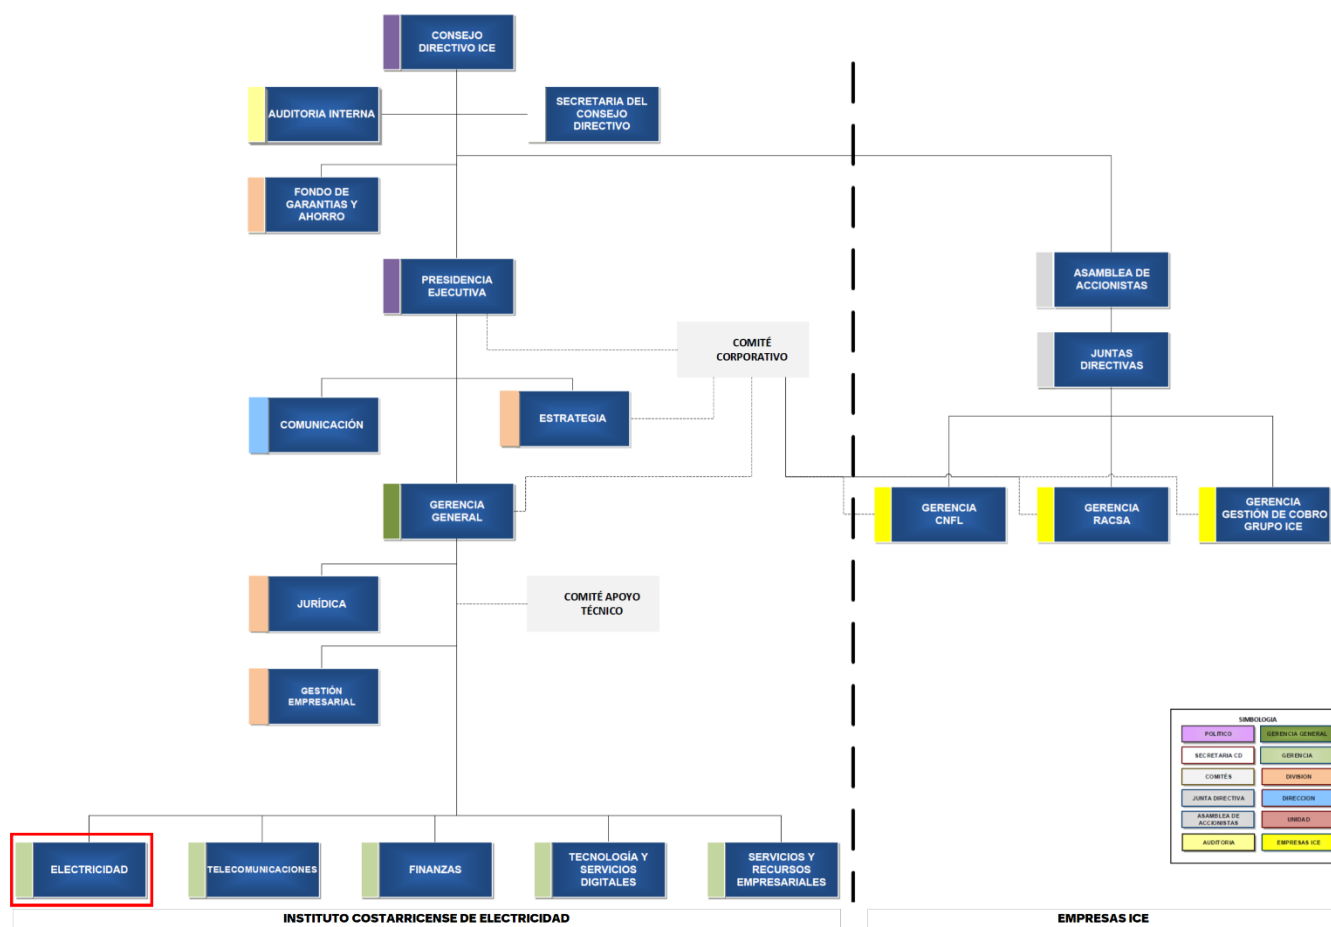 CONSEJO
DIRECTIVO ICE
AUDITORIA INTERNA
SECRETARIA DEL
CONSEJO
DIRECTIVO
FONDO DE
GARANTIAS Y
AHORRO
PRESIDENCIA
EJECUTIVA
ASAMBLEA DE
ACCIONISTAS
COMITÉ
CORPORATIVO
JUNTAS
DIRECTIVAS
COMUNICACIÓN
ESTRATEGIA
GERENCIA
GENERAL
GERENCIA
CNFL
GERENCIA
RACSA
GERENCIA
GESTIÓN DE COBRO
GRUPO ICE
JURÍDICA
COMITÉ APOYO
TÉCNICO
GESTIÓN
EMPRESARIAL
SIMBOLOGIA
POLITICO
GERENCIA GENERAL
SECRETARIA CD
GERENCIA
COMITÉS
DIVISION
JUNTA DIRECTIVA
DIRECCION
ASAMBLEA DE
ACCIONISTAS
UNIDAD
AUDITORIA
EMPRESAS ICE
ELECTRICIDAD
TELECOMUNICACIONES
FINANZAS
TECNOLOGÍA Y
SERVICIOS
DIGITALES
SERVICIOS Y
RECURSOS
EMPRESARIALES
INSTITUTO COSTARRICENSE DE ELECTRICIDAD
EMPRESAS ICE